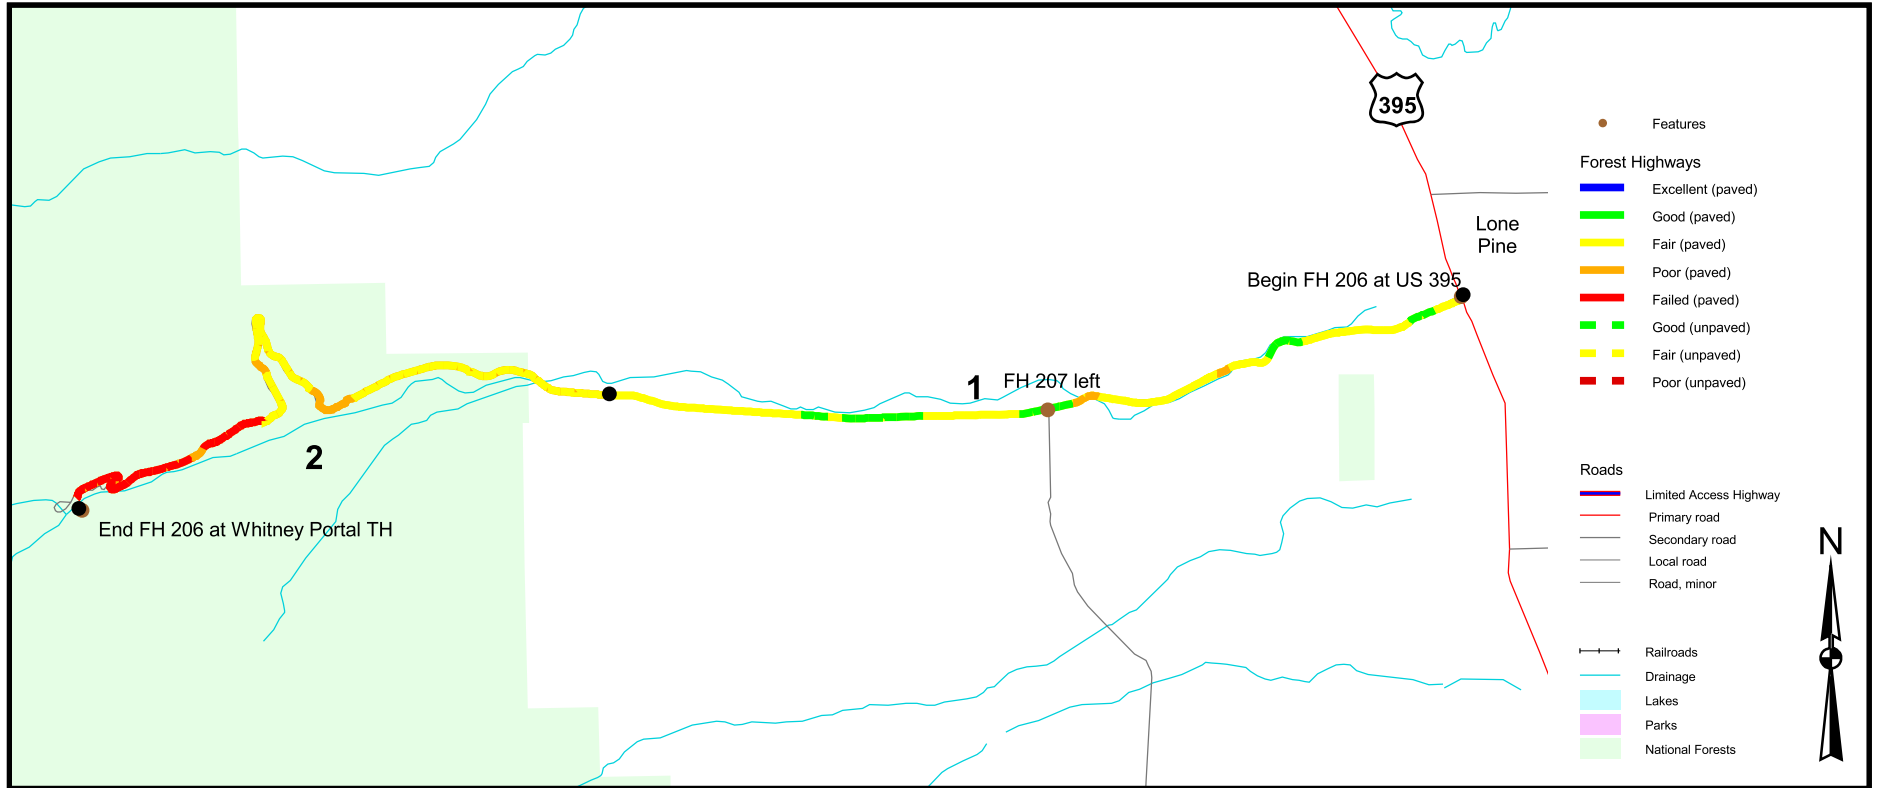 395
Lone
Pine
Begin FH 206 at US 395
1
FH 207 left
2
End FH 206 at Whitney Portal TH
Features
Forest Highways
Excellent (paved)
Good (paved)
Fair (paved)
Poor (paved)
Failed (paved)
Good (unpaved)
Fair (unpaved)
Poor (unpaved)
Roads
Limited Access Highway
Primary road
Secondary road
Local road
Road, minor
Railroads
Drainage
Lakes
Parks
National Forests
N